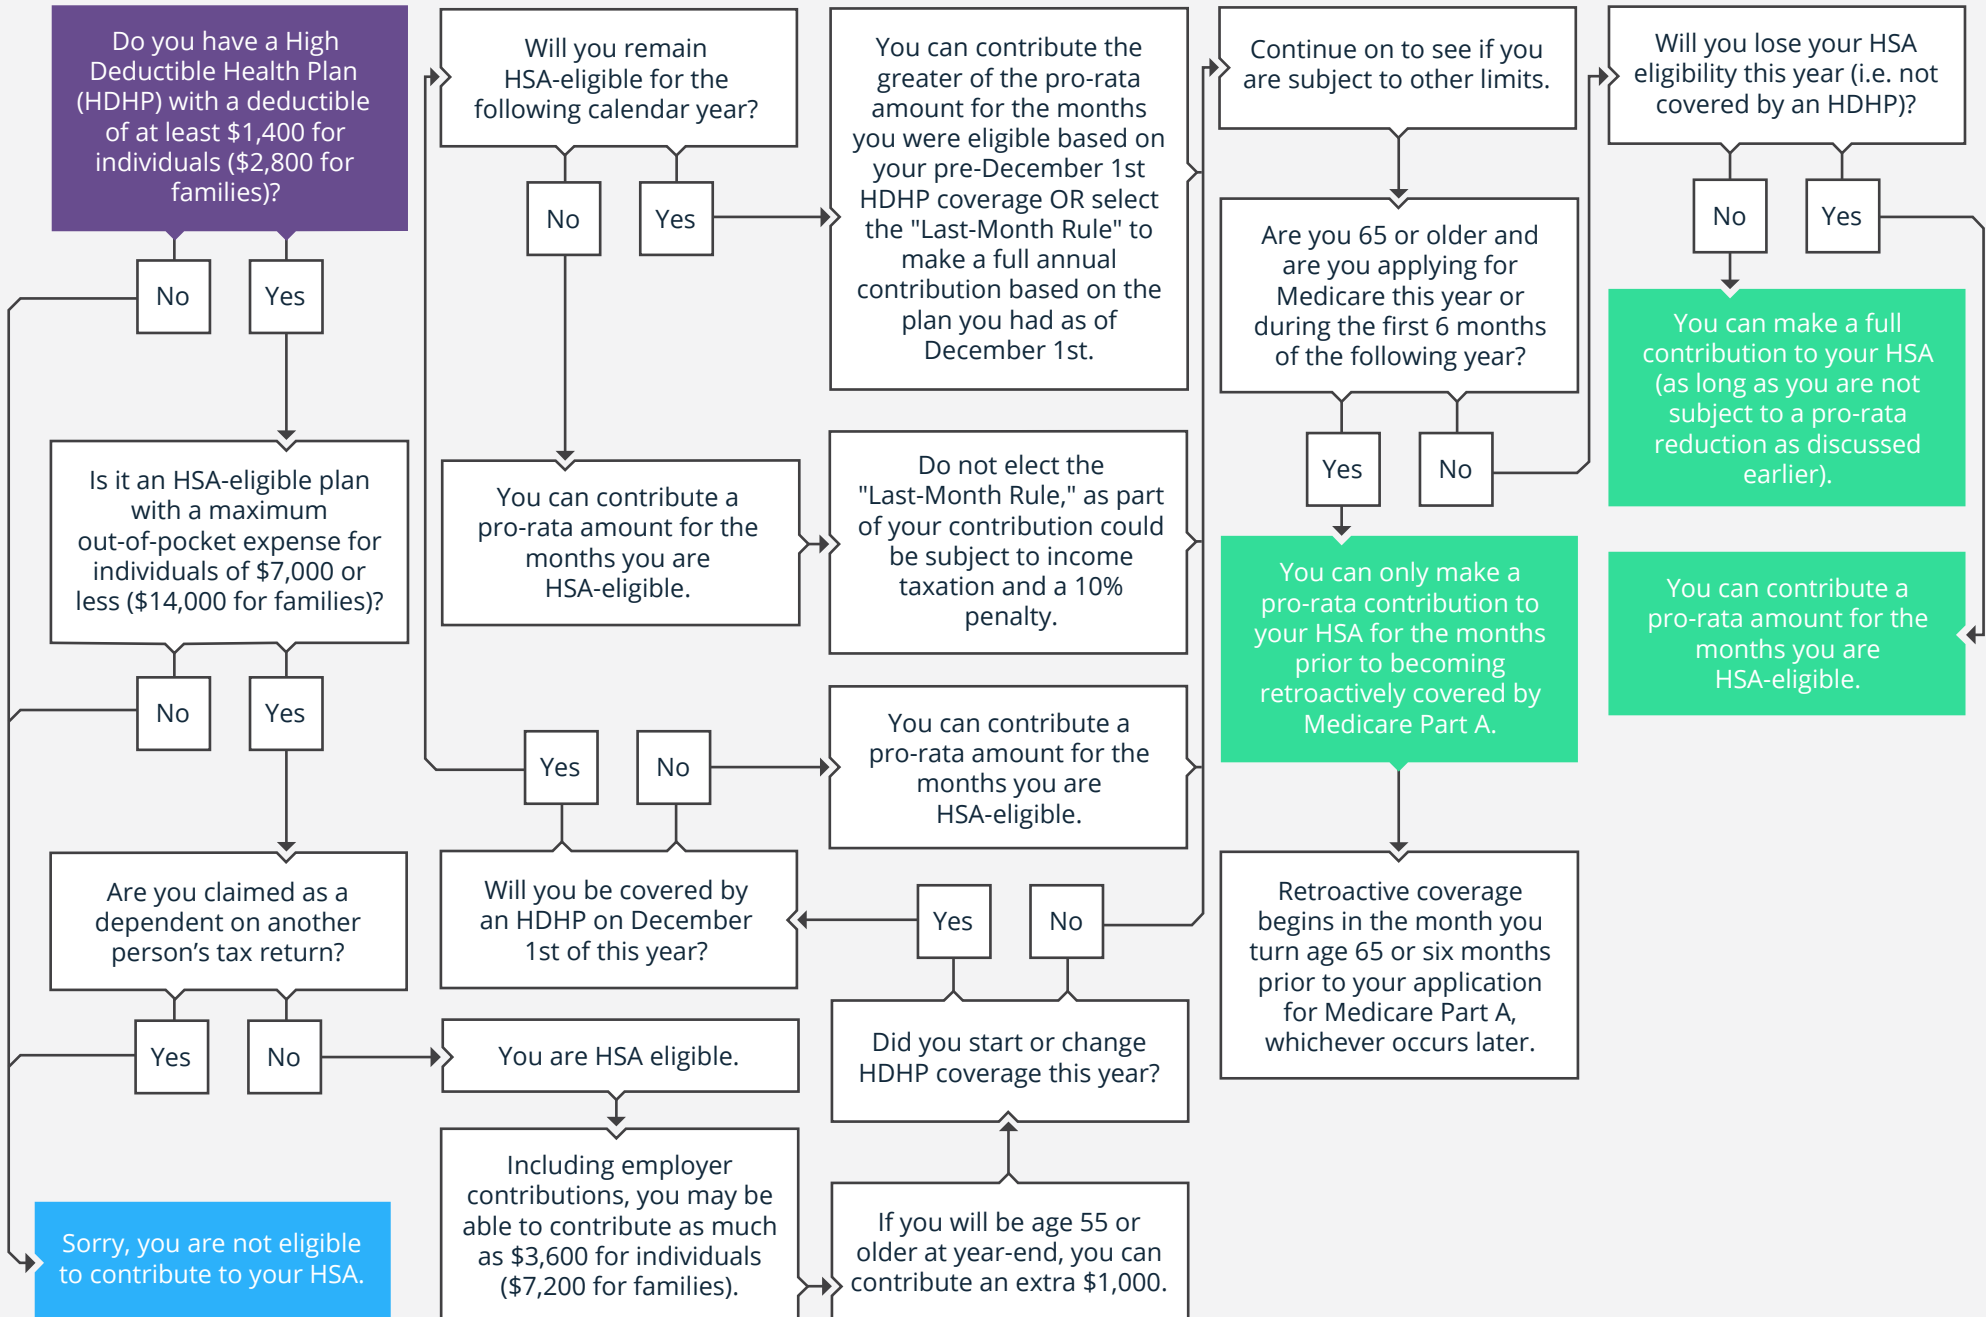 Do you have a High
Deductible Health Plan
(HDHP) with a deductible
of at least $1,400 for
individuals ($2,800 for
families)?
No
Yes
Is it an HSA-eligible plan
with a maximum
out-of-pocket expense for
individuals of $7,000 or
less ($14,000 for families)?
No
Yes
Are you claimed as a
dependent on another
person’s tax return?
Yes
No
Sorry, you are not eligible
to contribute to your HSA.
You are HSA eligible.
Including employer
contributions, you may be
able to contribute as much
as $3,600 for individuals
($7,200 for families).
If you will be age 55 or
older at year-end, you can
contribute an extra $1,000.
Did you start or change
HDHP coverage this year?
Yes
No
Will you be covered by
an HDHP on December
1st of this year?
Yes
No
You can contribute a
pro-rata amount for the
months you are
HSA-eligible.
Will you remain
HSA-eligible for the
following calendar year?
No
Yes
You can contribute a
pro-rata amount for the
months you are
HSA-eligible.
Do not elect the
"Last-Month Rule," as part
of your contribution could
be subject to income
taxation and a 10%
penalty.
You can contribute the
greater of the pro-rata
amount for the months
you were eligible based on
your pre-December 1st
HDHP coverage OR select
the "Last-Month Rule" to
make a full annual
contribution based on the
plan you had as of
December 1st.
Continue on to see if you
are subject to other limits.
Are you 65 or older and
are you applying for
Medicare this year or
during the first 6 months
of the following year?
Yes
No
You can only make a
pro-rata contribution to
your HSA for the months
prior to becoming
retroactively covered by
Medicare Part A.
Retroactive coverage
begins in the month you
turn age 65 or six months
prior to your application
for Medicare Part A,
whichever occurs later.
Will you lose your HSA
eligibility this year (i.e. not
covered by an HDHP)?
No
Yes
You can make a full
contribution to your HSA
(as long as you are not
subject to a pro-rata
reduction as discussed
earlier).
You can contribute a
pro-rata amount for the
months you are
HSA-eligible.